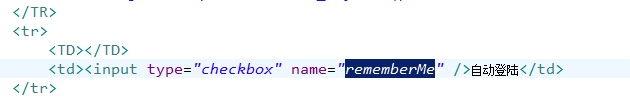 </TR>
<tr>
<TD></TD>
<td><input type="checkbox" name="rememberMe" />自动登陆</td>
</tr>